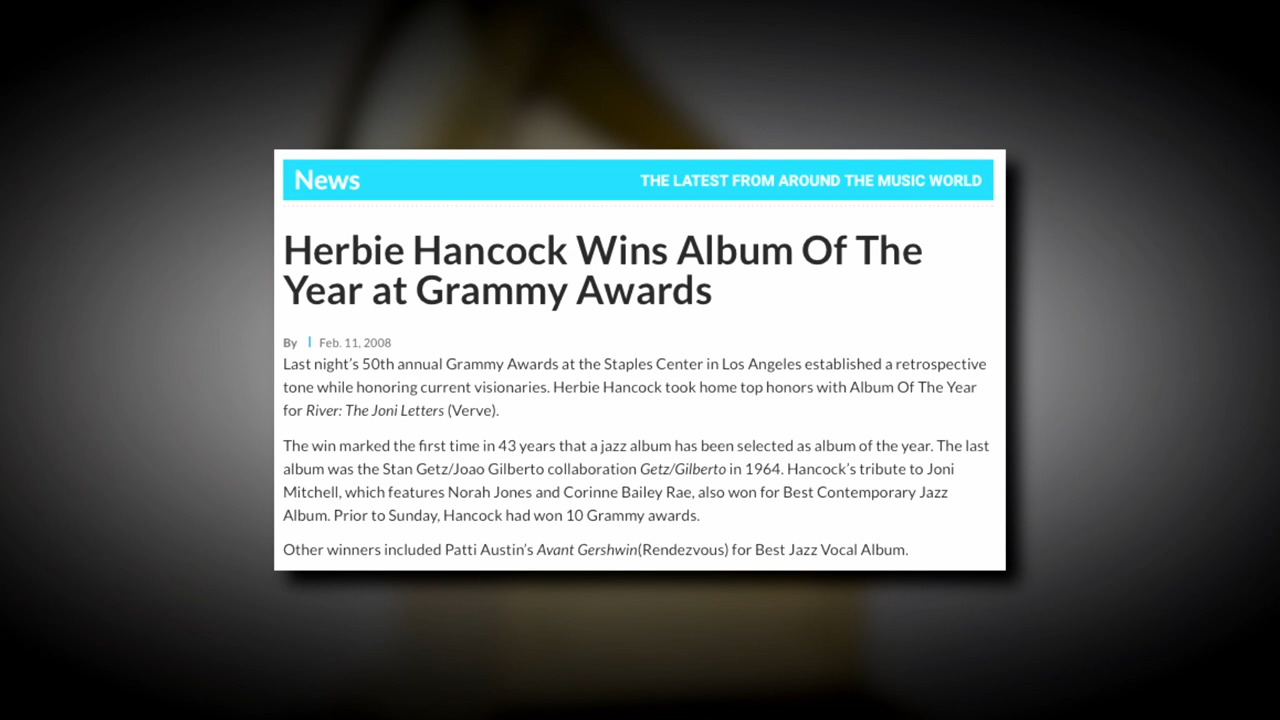 News
THE LATEST FROM AROUND THE MUSIC WORLD
Herbie Hancock Wins Album Of The
Year at Grammy Awards
By | Feb. 11, 2008
Last night's 50th annual Grammy Awards at the Staples Center in Los Angeles established a retrospective
tone while honoring current visionaries. Herbie Hancock took home top honors with Album Of The Year
for River: The Joni Letters (Verve).
The win marked the first time in 43 years that a jazz album has been selected as album of the year. The last
album was the Stan Getz/Joao Gilberto collaboration Getz/Gilberto in 1964. Hancock's tribute to Joni
Mitchell, which features Norah Jones and Corinne Bailey Rae, also won for Best Contemporary Jazz
Album. Prior to Sunday, Hancock had won 10 Grammy awards.
Other winners included Patti Austin's Avant Gershwin(Rendezvous) for Best Jazz Vocal Album.